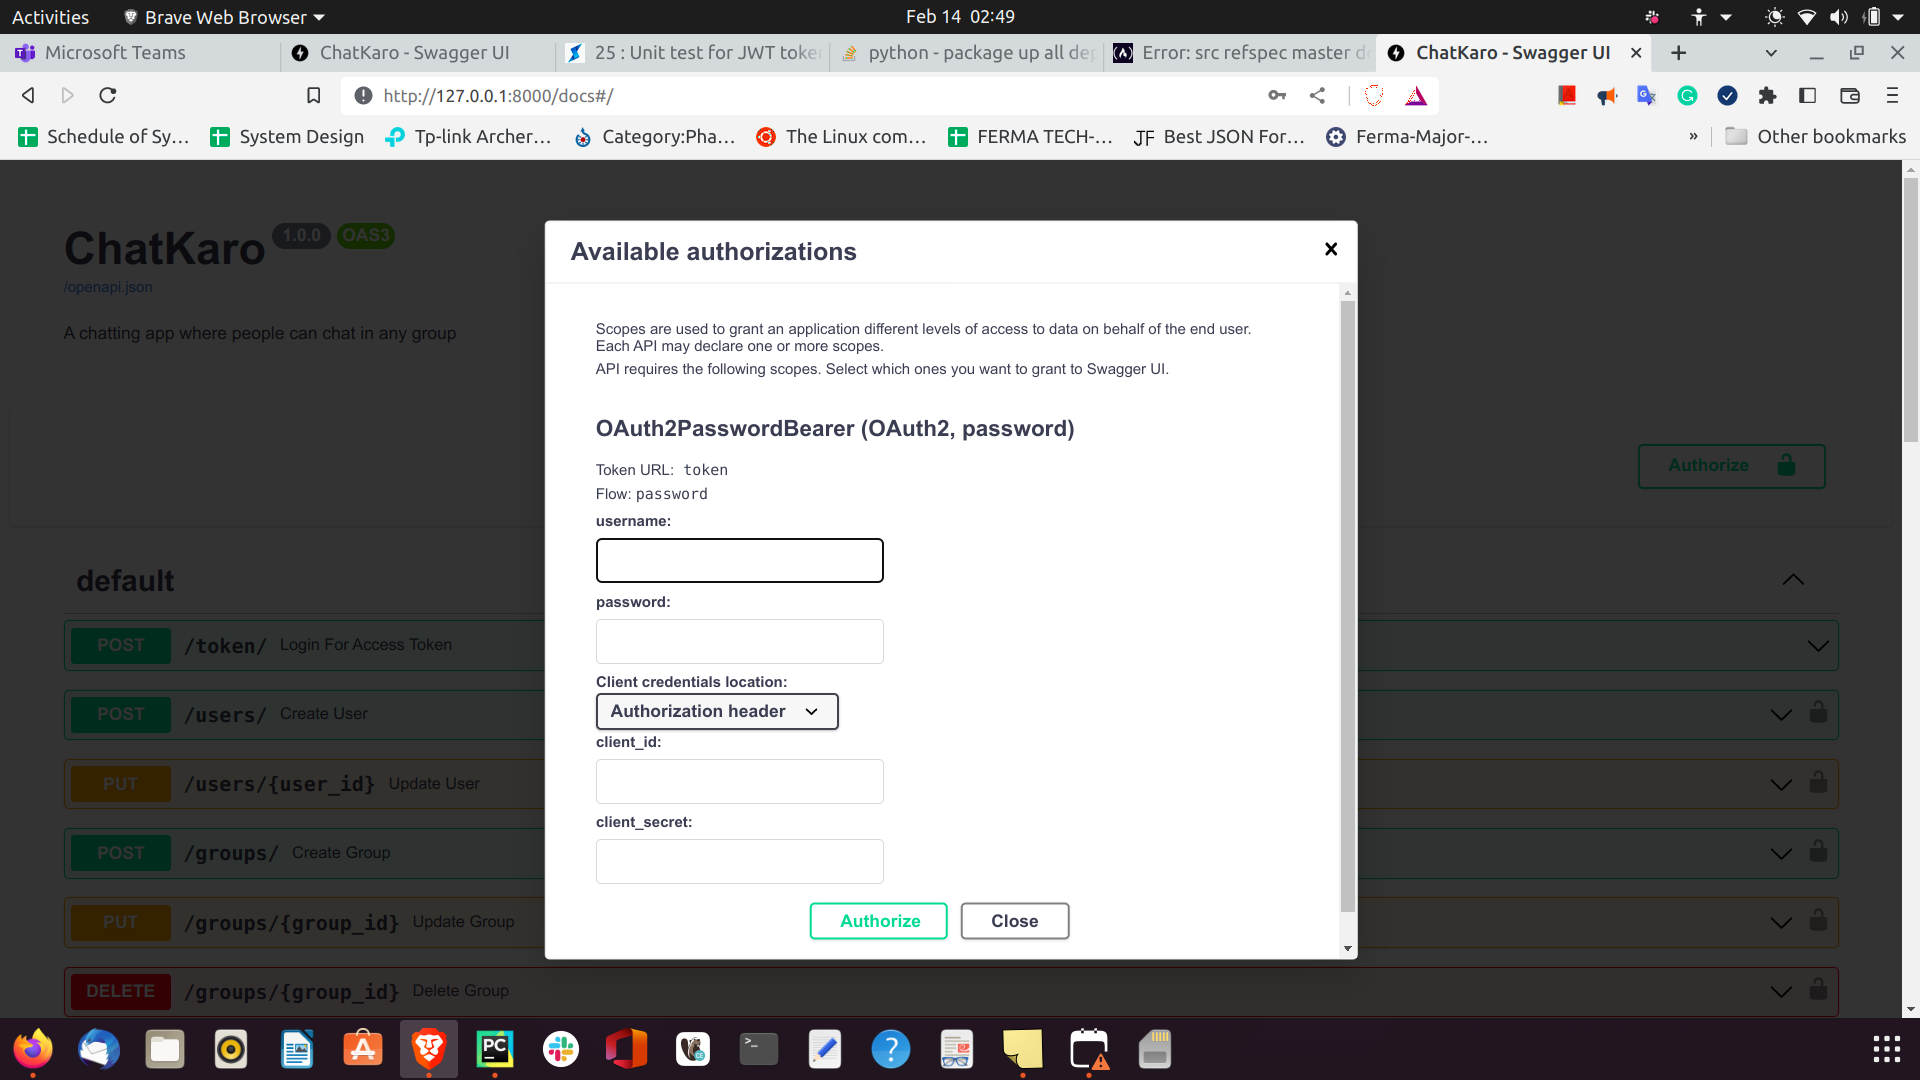 Activities
Brave Web Browser
Feb 14 02:49
Microsoft Teams
ChatKaro - Swagger UI
25 : Unit test for JWT token
python - package up all dep
Error: src refspec master do
ChatKaro - Swagger UI
http://127.0.0.1:8000/docs#/
Schedule of Sy...
System Design
Tp-link Archer...
Category:Pha...
The Linux com...
FERMA TECH-...
JF Best JSON For...
Ferma-Major-...
»
Other bookmarks
ChatKaro 1.0.0 OAS3
/openapi.json
A chatting app where people can chat in any group
Authorize
Available authorizations
Scopes are used to grant an application different levels of access to data on behalf of the end user.
Each API may declare one or more scopes.
API requires the following scopes. Select which ones you want to grant to Swagger UI.
OAuth2PasswordBearer (OAuth2, password)
Token URL: token
Flow: password
username:
password:
Client credentials location:
Authorization header
client_id:
client_secret:
Authorize
Close
default
POST /token/ Login For Access Token
POST /users/ Create User
PUT /users/{user_id} Update User
POST /groups/ Create Group
PUT /groups/{group_id} Update Group
DELETE /groups/{group_id} Delete Group
PC